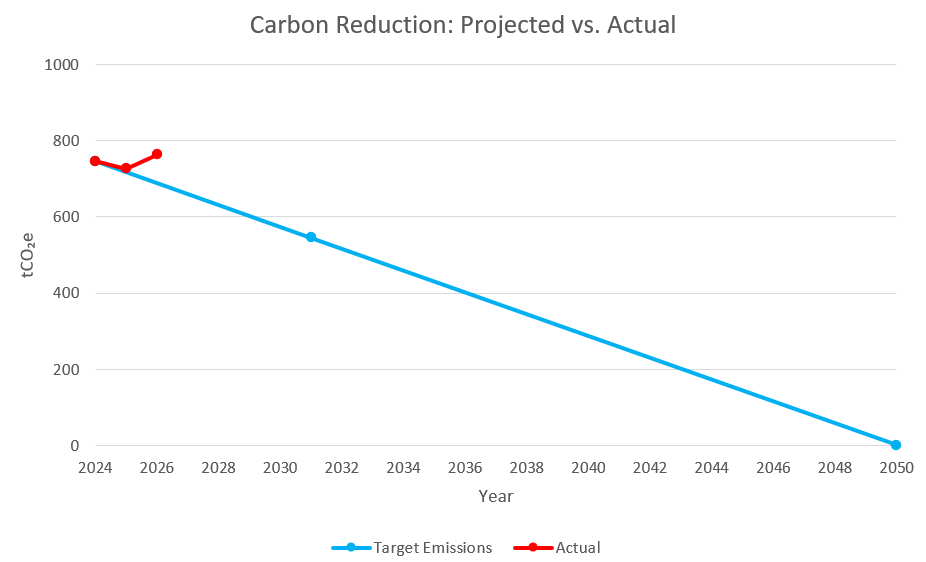 Carbon Reduction: Projected vs. Actual
1000
800
600
400
200
0
tCO₂e
2024 2026 2028 2030 2032 2034 2036 2038 2040 2042 2044 2046 2048 2050
Year
Target Emissions Actual